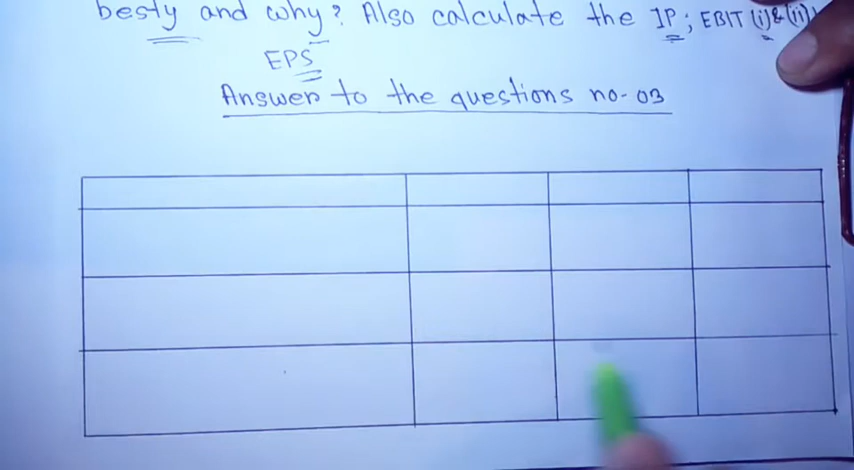 besty and why? Also calculate the IP; EBIT (i)&(ii)
EPS
Answer to the questions no-03